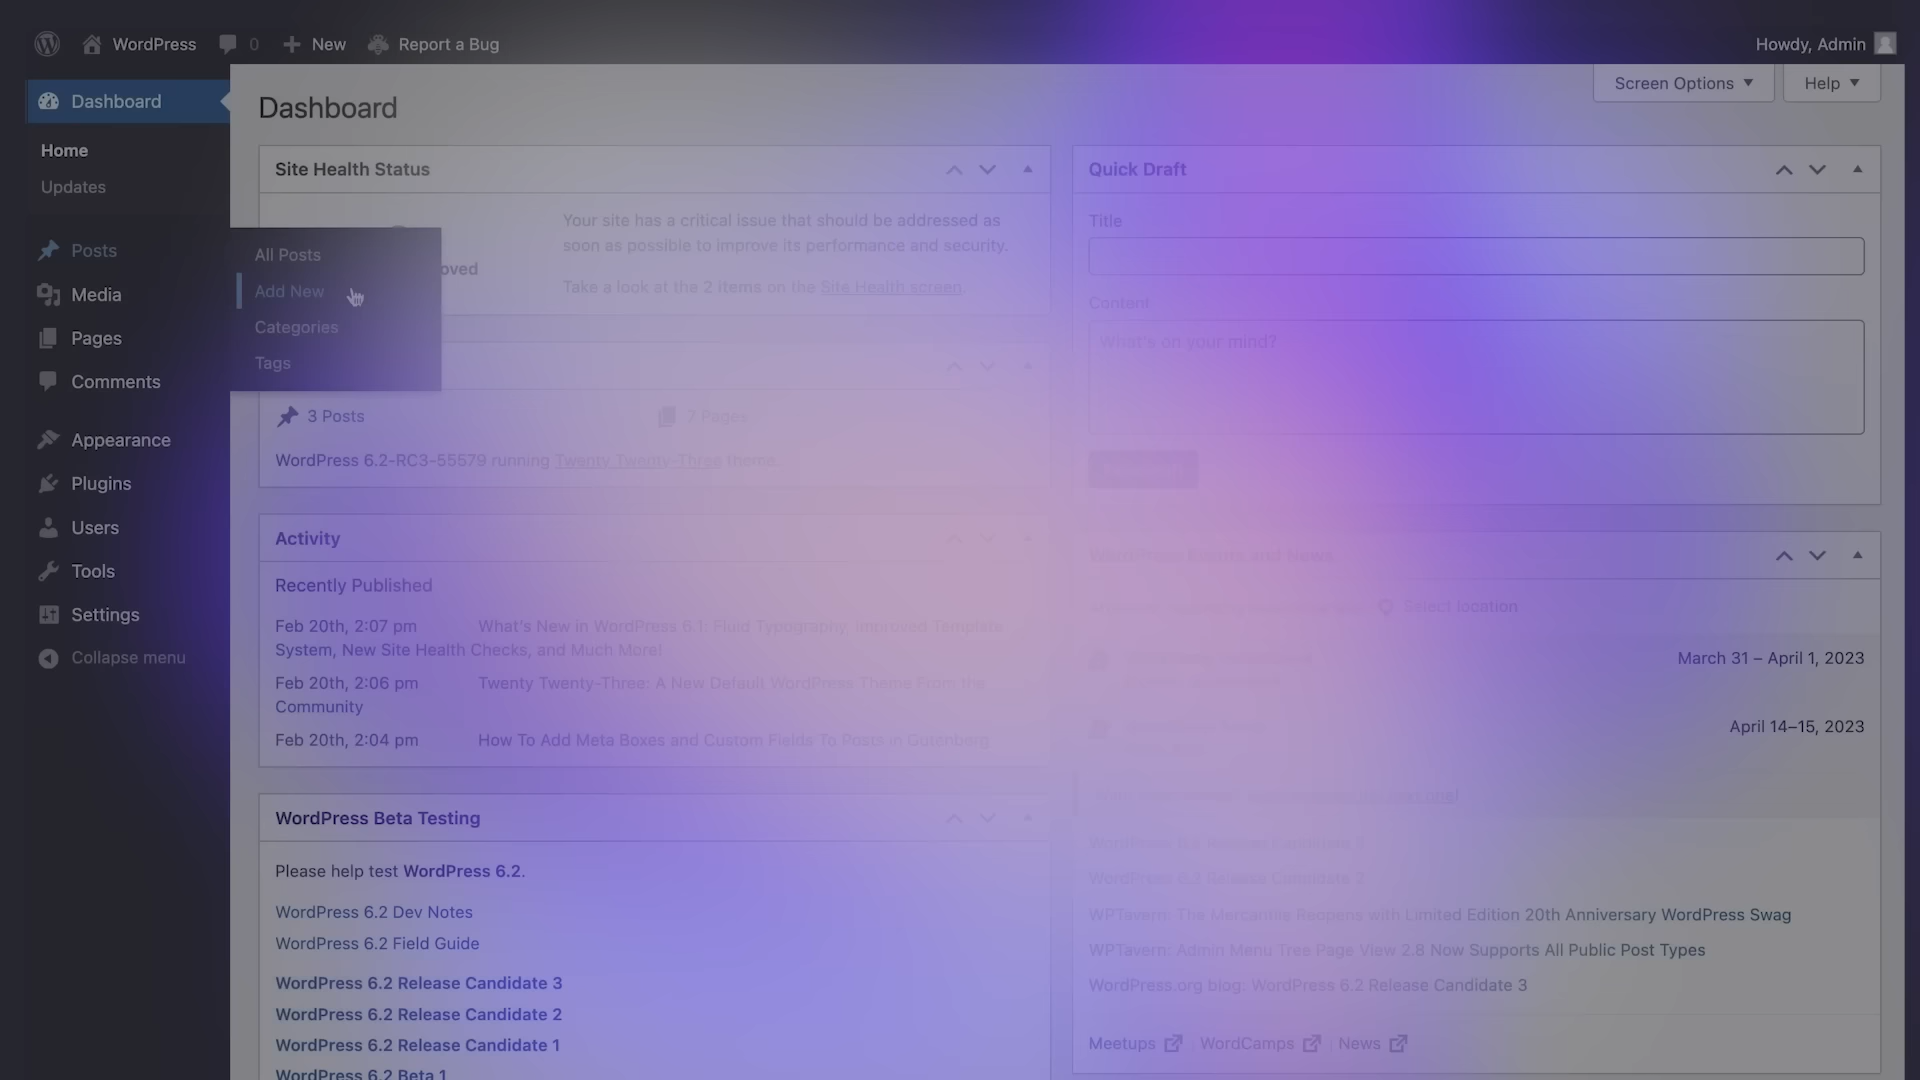 WordPress 0 New Report a Bug Howdy, Admin
Dashboard
Home
Updates
Posts
Media
Pages
Comments
Appearance
Plugins
Users
Tools
Settings
Collapse menu
All Posts
Add New
Categories
Tags
Screen Options Help
Dashboard
Site Health Status
Your site has a critical issue that should be addressed as
soon as possible to improve its performance and security.
Take a look at the 2 items on the Site Health screen.
3 Posts 7 Pages
WordPress 6.2-RC3-55579 running Twenty Twenty-Three theme.
Activity
Recently Published
Feb 20th, 2:07 pm What's New in WordPress 6.1: Fluid Typography, Improved Template
System, New Site Health Checks, and Much More!
Feb 20th, 2:06 pm Twenty Twenty-Three: A New Default WordPress Theme From the
Community
Feb 20th, 2:04 pm How To Add Meta Boxes and Custom Fields To Posts in Gutenberg
WordPress Beta Testing
Please help test WordPress 6.2.
WordPress 6.2 Dev Notes
WordPress 6.2 Field Guide
WordPress 6.2 Release Candidate 3
WordPress 6.2 Release Candidate 2
WordPress 6.2 Release Candidate 1
WordPress 6.2 Beta 1
Quick Draft
Title
Content
What's on your mind?
WordPress Events and News
Select location
March 31 – April 1, 2023
April 14–15, 2023
WordPress 6.2 Release Candidate 3
WPTavern: The Mercantile Reopens with Limited Edition 20th Anniversary WordPress Swag
WPTavern: Admin Menu Tree Page View 2.8 Now Supports All Public Post Types
WordPress.org blog: WordPress 6.2 Release Candidate 3
Meetups WordCamps News